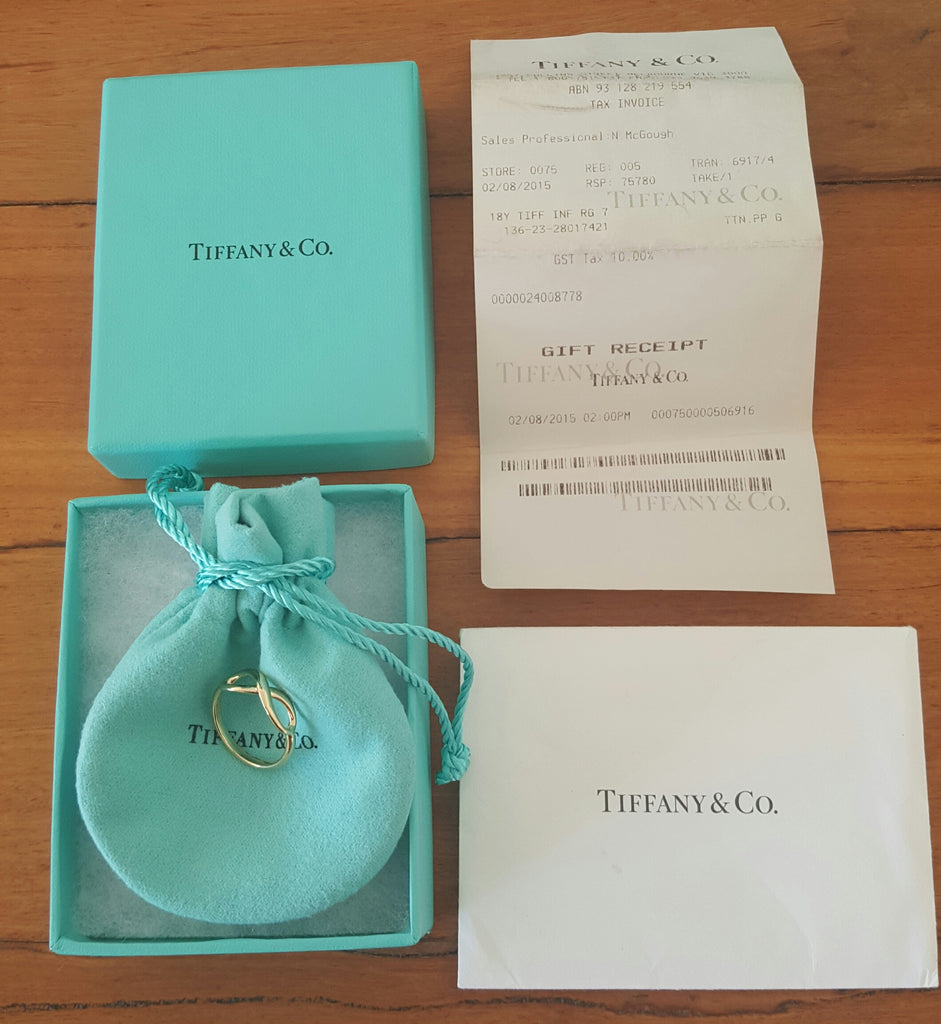 TIFFANY & CO.
TIFFANY & CO.
ABN 93 128 219 554
TAX INVOICE
Sales Professional:N McGough
STORE: 0075 REG: 005 TRAN: 6917/4
02/08/2015 RSP: 75780 TAKE/1
TIFFANY & CO.
18Y TIFF INF RG 7 TTN.PP G
136-23-28017421
GST Tax 10.00%
0000024008778
GIFT RECEIPT
TIFFANY & CO.
TIFFANY & CO.
02/08/2015 02:00PM 000750000506916
TIFFANY & CO.
TIFFANY & CO.
TIFFANY & CO.